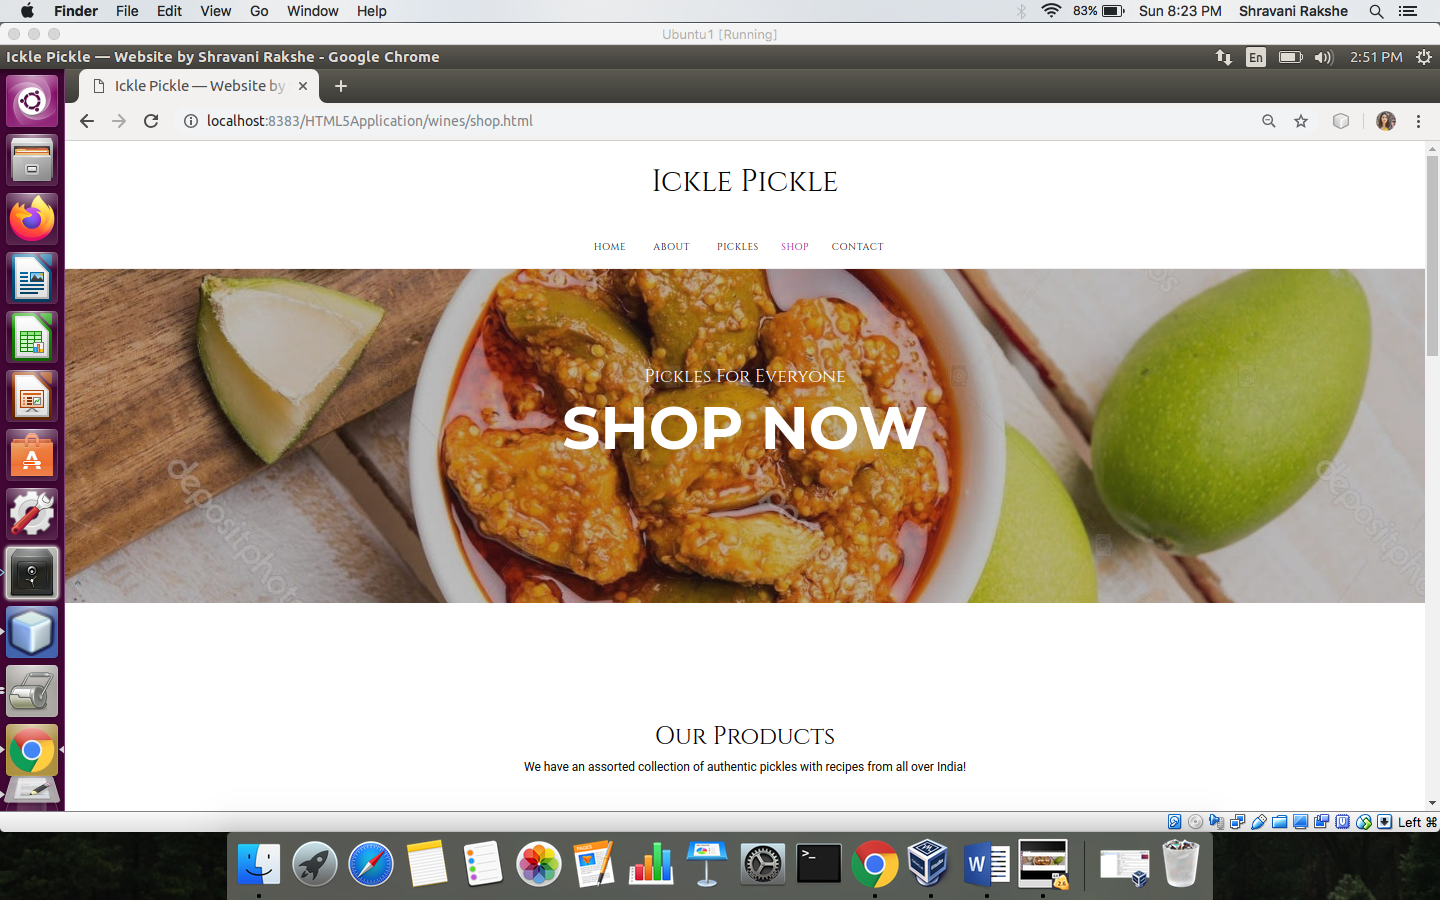 Finder File Edit View Go Window Help 83% Sun 8:23 PM Shravani Rakshe
Ubuntu1 [Running]
Ickle Pickle — Website by Shravani Rakshe - Google Chrome En 2:51 PM
Ickle Pickle — Website by
localhost:8383/HTML5Application/wines/shop.html
Ickle Pickle
HOME ABOUT PICKLES SHOP CONTACT
Pickles For Everyone
SHOP NOW
depositphotos
Our Products
We have an assorted collection of authentic pickles with recipes from all over India!
Left ⌘